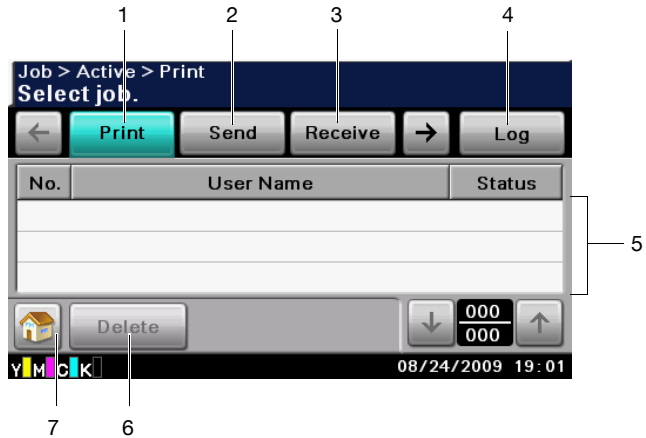 1 2 3 4
Job > Active > Print
Select job.
Print Send Receive Log
No. User Name Status
5
Delete
000
000
Y M C K 08/24/2009 19:01
7 6